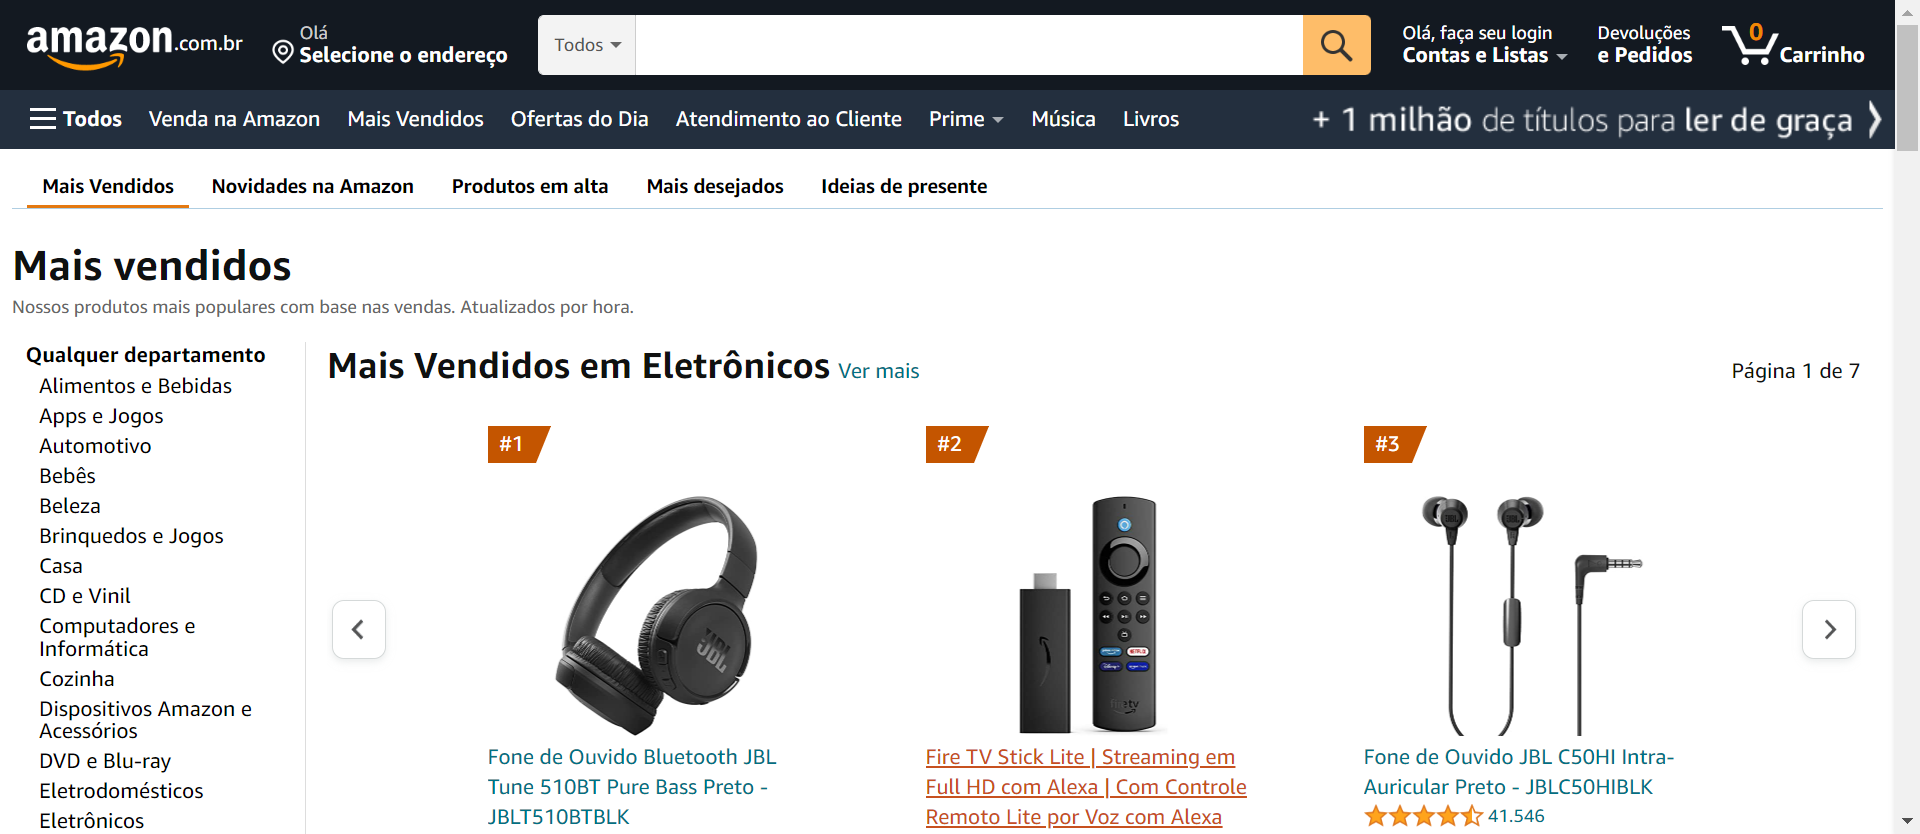 amazon.com.br
Olá
Selecione o endereço
Todos
Olá, faça seu login
Contas e Listas
Devoluções
e Pedidos
0
Carrinho
Todos
Venda na Amazon
Mais Vendidos
Ofertas do Dia
Atendimento ao Cliente
Prime
Música
Livros
+ 1 milhão de títulos para ler de graça
Mais Vendidos
Novidades na Amazon
Produtos em alta
Mais desejados
Ideias de presente
Mais vendidos
Nossos produtos mais populares com base nas vendas. Atualizados por hora.
Qualquer departamento
Alimentos e Bebidas
Apps e Jogos
Automotivo
Bebês
Beleza
Brinquedos e Jogos
Casa
CD e Vinil
Computadores e
Informática
Cozinha
Dispositivos Amazon e
Acessórios
DVD e Blu-ray
Eletrodomésticos
Eletrônicos
Mais Vendidos em Eletrônicos Ver mais
Página 1 de 7
#1
JBL
Fone de Ouvido Bluetooth JBL
Tune 510BT Pure Bass Preto -
JBLT510BTBLK
#2
firetv
Fire TV Stick Lite | Streaming em
Full HD com Alexa | Com Controle
Remoto Lite por Voz com Alexa
#3
Fone de Ouvido JBL C50HI Intra-
Auricular Preto - JBLC50HIBLK
41.546